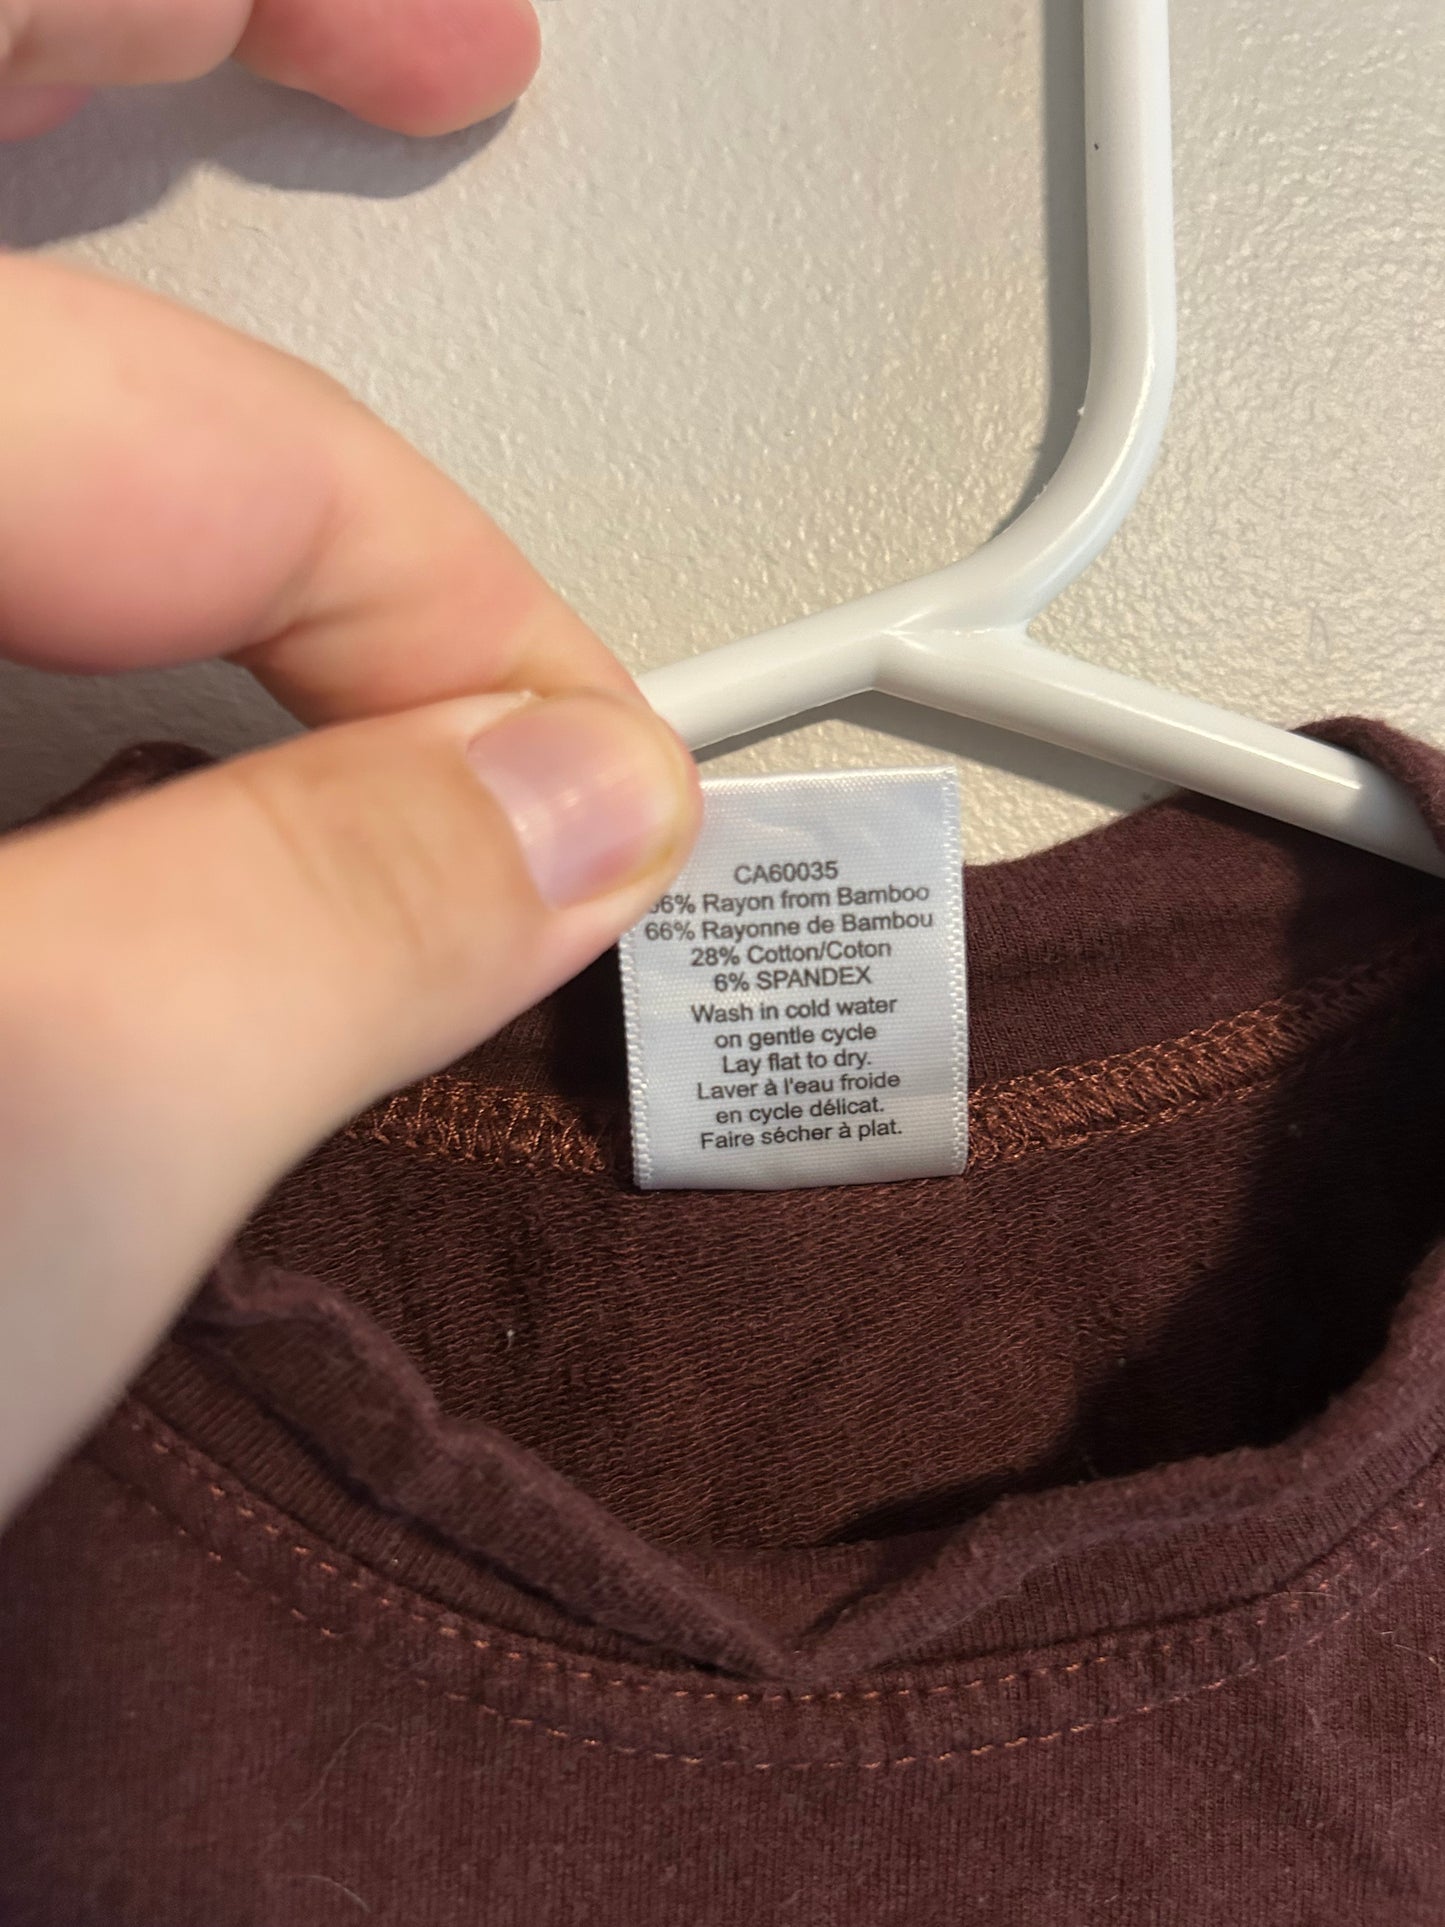 CA60035
66% Rayon from Bamboo
66% Rayonne de Bambou
28% Cotton/Coton
6% SPANDEX
Wash in cold water
on gentle cycle
Lay flat to dry.
Laver à l'eau froide
en cycle délicat.
Faire sécher à plat.